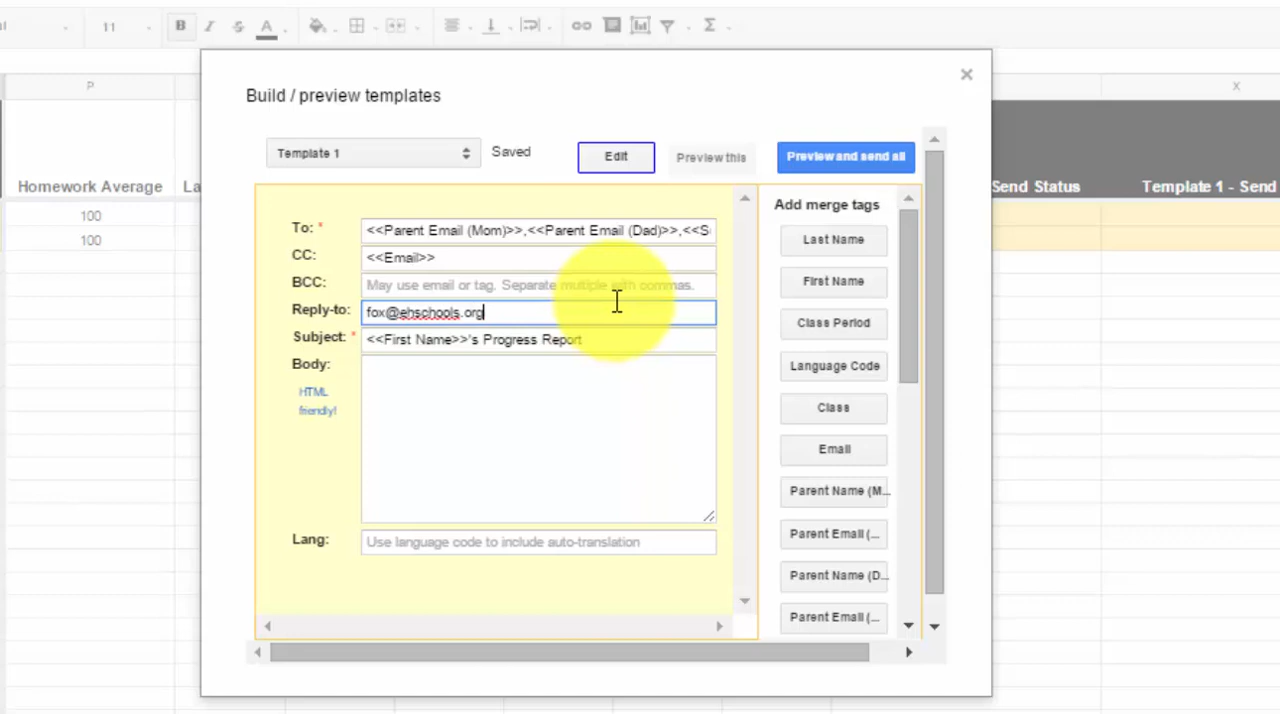 11
B
I
S
A
Σ
Build / preview templates
×
P
X
Template 1
Saved
Edit
Preview this
Preview and send all
Homework Average
La
Send Status
Template 1 - Send
100
100
To: *
<<Parent Email (Mom)>>,<<Parent Email (Dad)>>,<<S
CC:
<<Email>>
BCC:
May use email or tag. Separate multiple with commas.
Reply-to:
fox@ehschools.org
Subject: *
<<First Name>>'s Progress Report
Body:
HTML
friendly!
Lang:
Use language code to include auto-translation
Add merge tags
Last Name
First Name
Class Period
Language Code
Class
Email
Parent Name (M...
Parent Email (...
Parent Name (D...
Parent Email (...